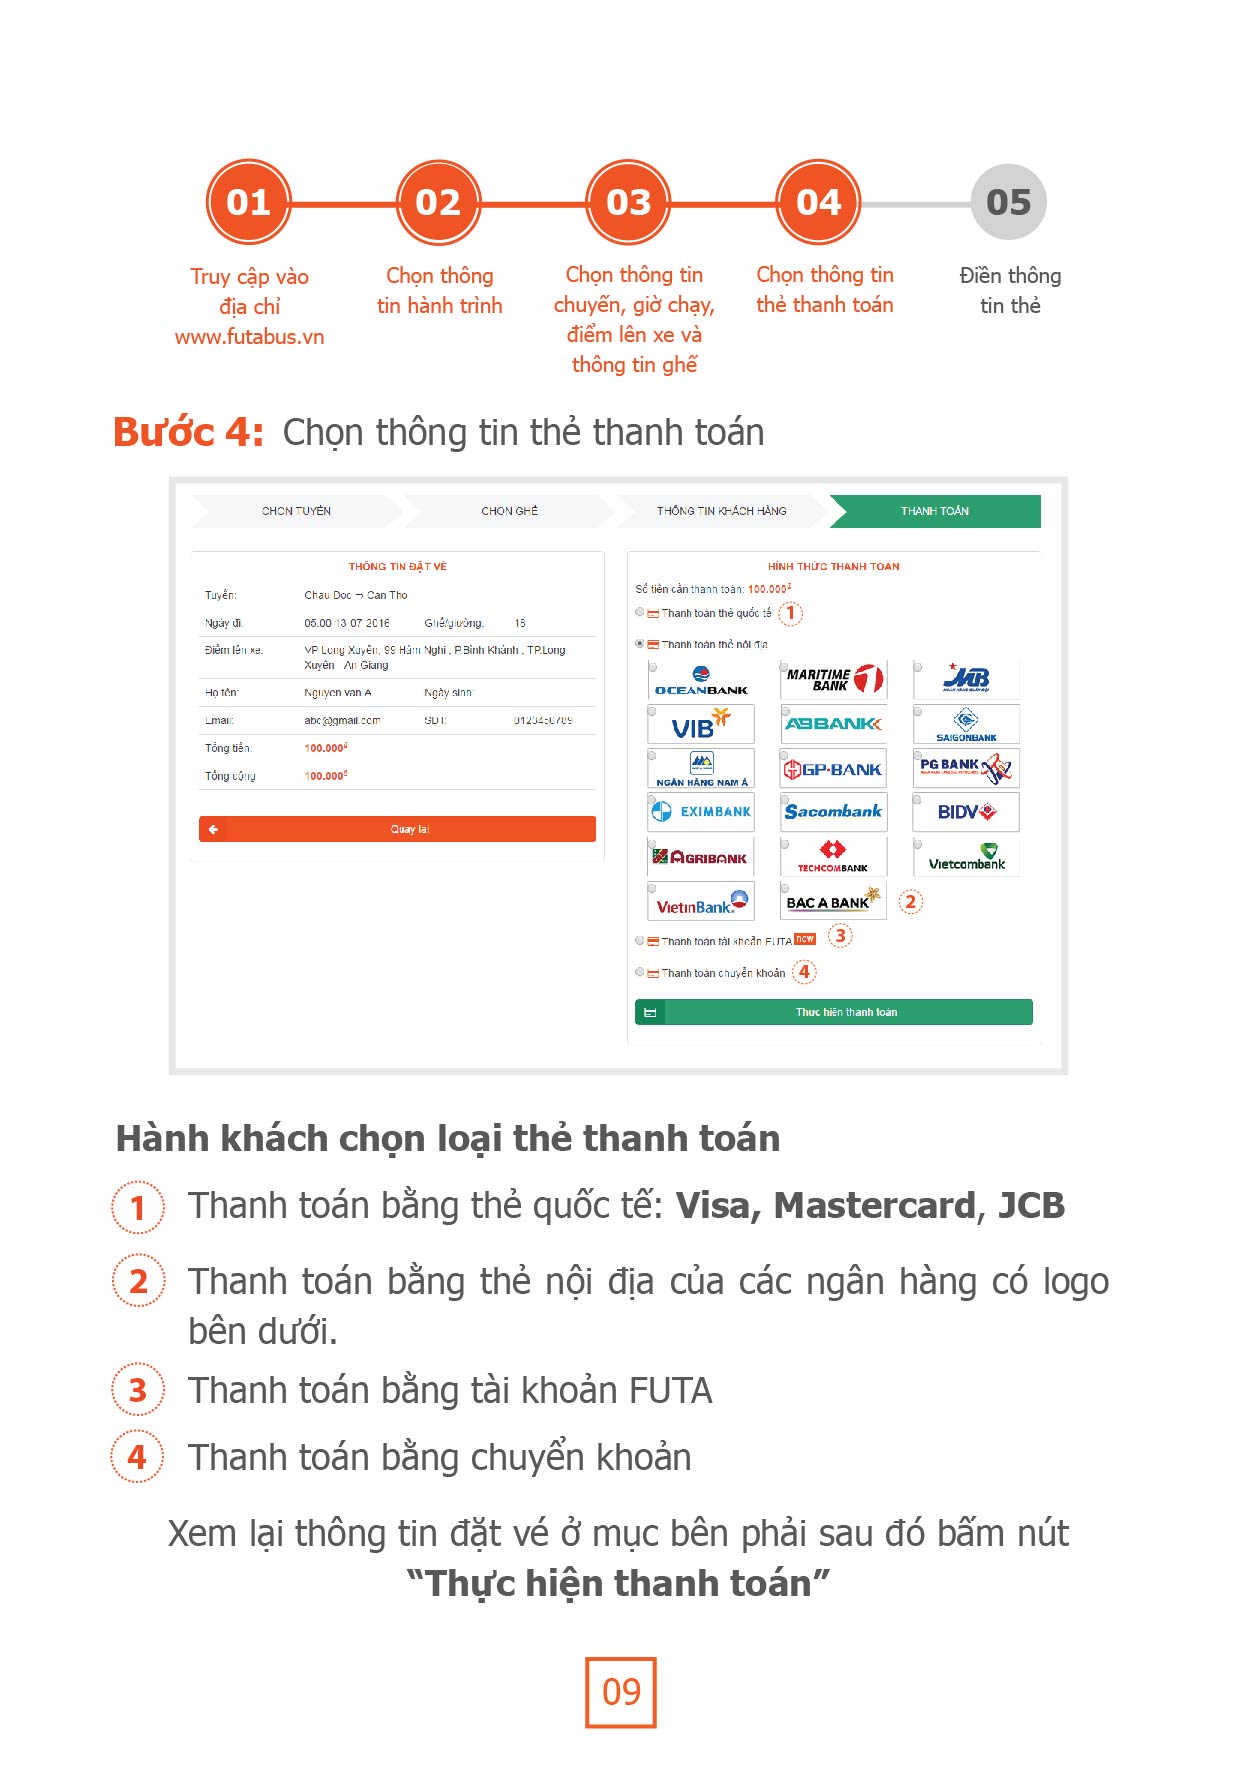 01
02
03
04
05
Truy cập vào
địa chỉ
www.futabus.vn
Chọn thông
tin hành trình
Chọn thông tin
chuyến, giờ chạy,
điểm lên xe và
thông tin ghế
Chọn thông tin
thẻ thanh toán
Điền thông
tin thẻ
Bước 4: Chọn thông tin thẻ thanh toán
CHỌN TUYẾN
CHỌN GHẾ
THÔNG TIN KHÁCH HÀNG
THANH TOÁN
THÔNG TIN ĐẶT VÉ
Tuyến: Chau Doc ⇒ Can Tho
Ngày đi: 05:00 13-07-2016 Ghế/giường: 18
Điểm lên xe: VP Long Xuyên: 99 Hàm Nghi , P.Bình Khánh , TP.Long
Xuyên - An Giang
Họ tên: Nguyen van A Ngày sinh:
Email: abc@gmail.com SĐT: 0123456789
Tổng tiền: 100.000đ
Tổng cộng 100.000đ
Quay lại
HÌNH THỨC THANH TOÁN
Số tiền cần thanh toán: 100.000đ
Thanh toán thẻ quốc tế 1
Thanh toán thẻ nội địa
OCEANBANK
MARITIME BANK
MB
NGÂN HÀNG QUÂN ĐỘI
VIB
ABBANK
SAIGONBANK
NGÂN HÀNG NAM Á
GP·BANK
PG BANK
EXIMBANK
Sacombank
BIDV
AGRIBANK
TECHCOMBANK
Vietcombank
VietinBank
BAC A BANK
2
Thanh toán tài khoản FUTA new 3
Thanh toán chuyển khoản 4
Thực hiện thanh toán
Hành khách chọn loại thẻ thanh toán
1 Thanh toán bằng thẻ quốc tế: Visa, Mastercard, JCB
2 Thanh toán bằng thẻ nội địa của các ngân hàng có logo
bên dưới.
3 Thanh toán bằng tài khoản FUTA
4 Thanh toán bằng chuyển khoản
Xem lại thông tin đặt vé ở mục bên phải sau đó bấm nút
“Thực hiện thanh toán”
09